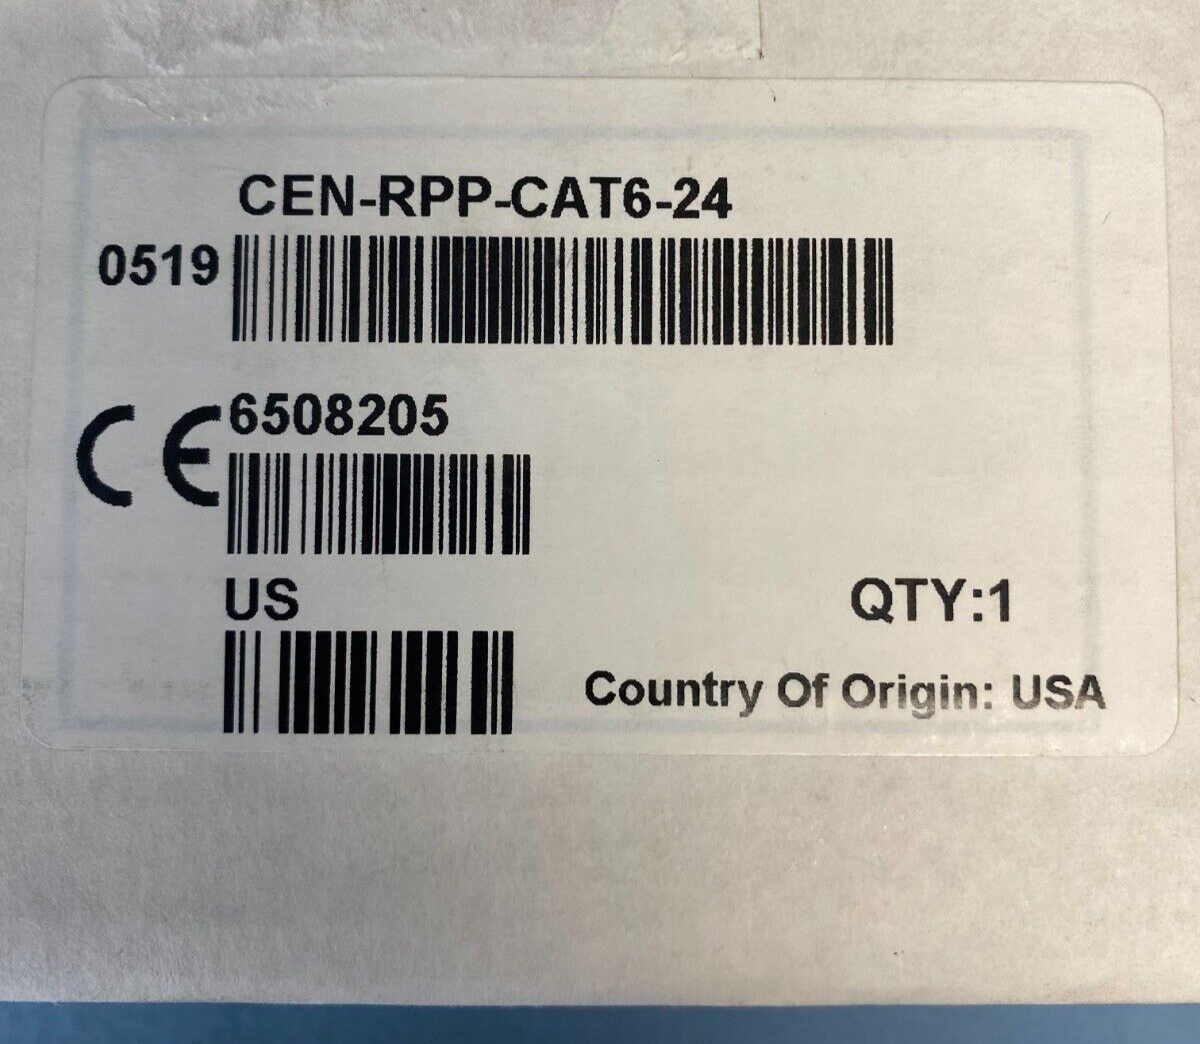 CEN-RPP-CAT6-24
0519
CE
6508205
US
QTY:1
Country Of Origin: USA